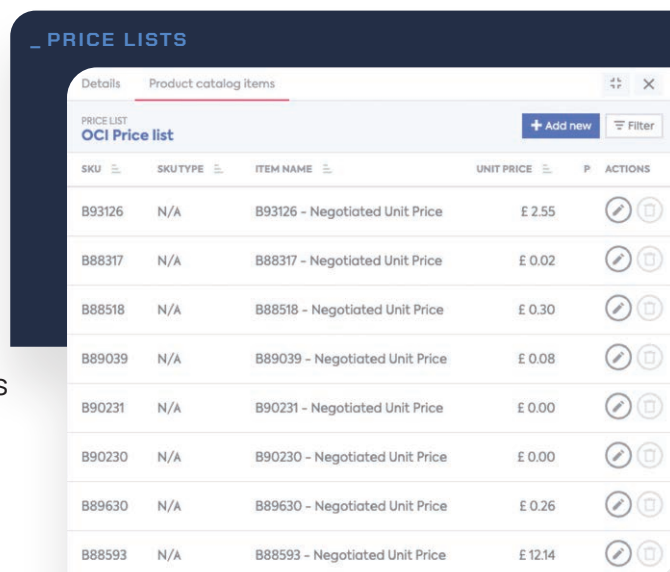 _ PRICE LISTS
Details Product catalog items
PRICE LIST
OCI Price list
+ Add new Filter
SKU SKU TYPE ITEM NAME UNIT PRICE P ACTIONS
B93126 N/A B93126 - Negotiated Unit Price £ 2.55
B88317 N/A B88317 - Negotiated Unit Price £ 0.02
B88518 N/A B88518 - Negotiated Unit Price £ 0.30
B89039 N/A B89039 - Negotiated Unit Price £ 0.08
S
B90231 N/A B90231 - Negotiated Unit Price £ 0.00
B90230 N/A B90230 - Negotiated Unit Price £ 0.00
B89630 N/A B89630 - Negotiated Unit Price £ 0.26
B88593 N/A B88593 - Negotiated Unit Price £ 12.14